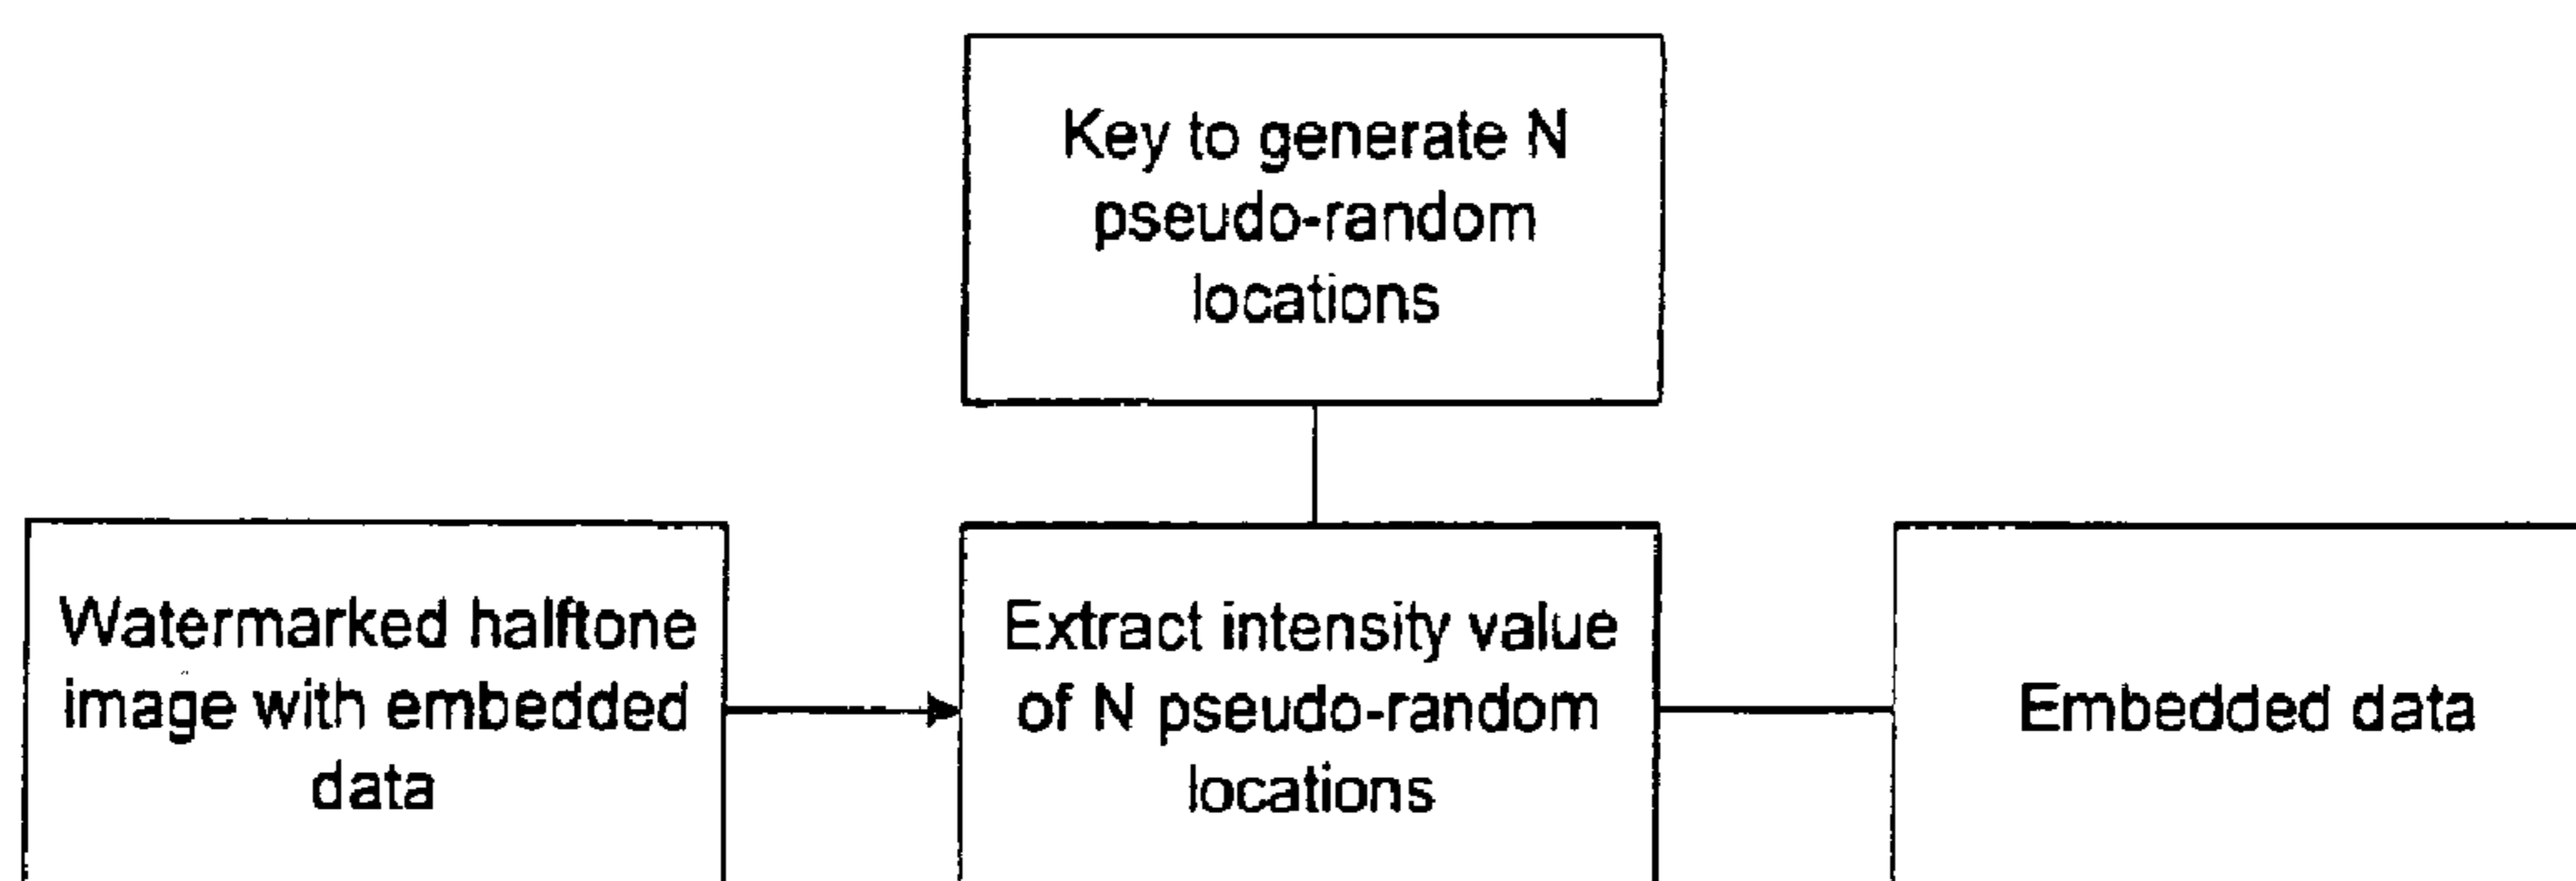 Key to generate N
pseudo-random
locations
Watermarked halftone
image with embedded
data
Extract intensity value
of N pseudo-random
locations
Embedded data